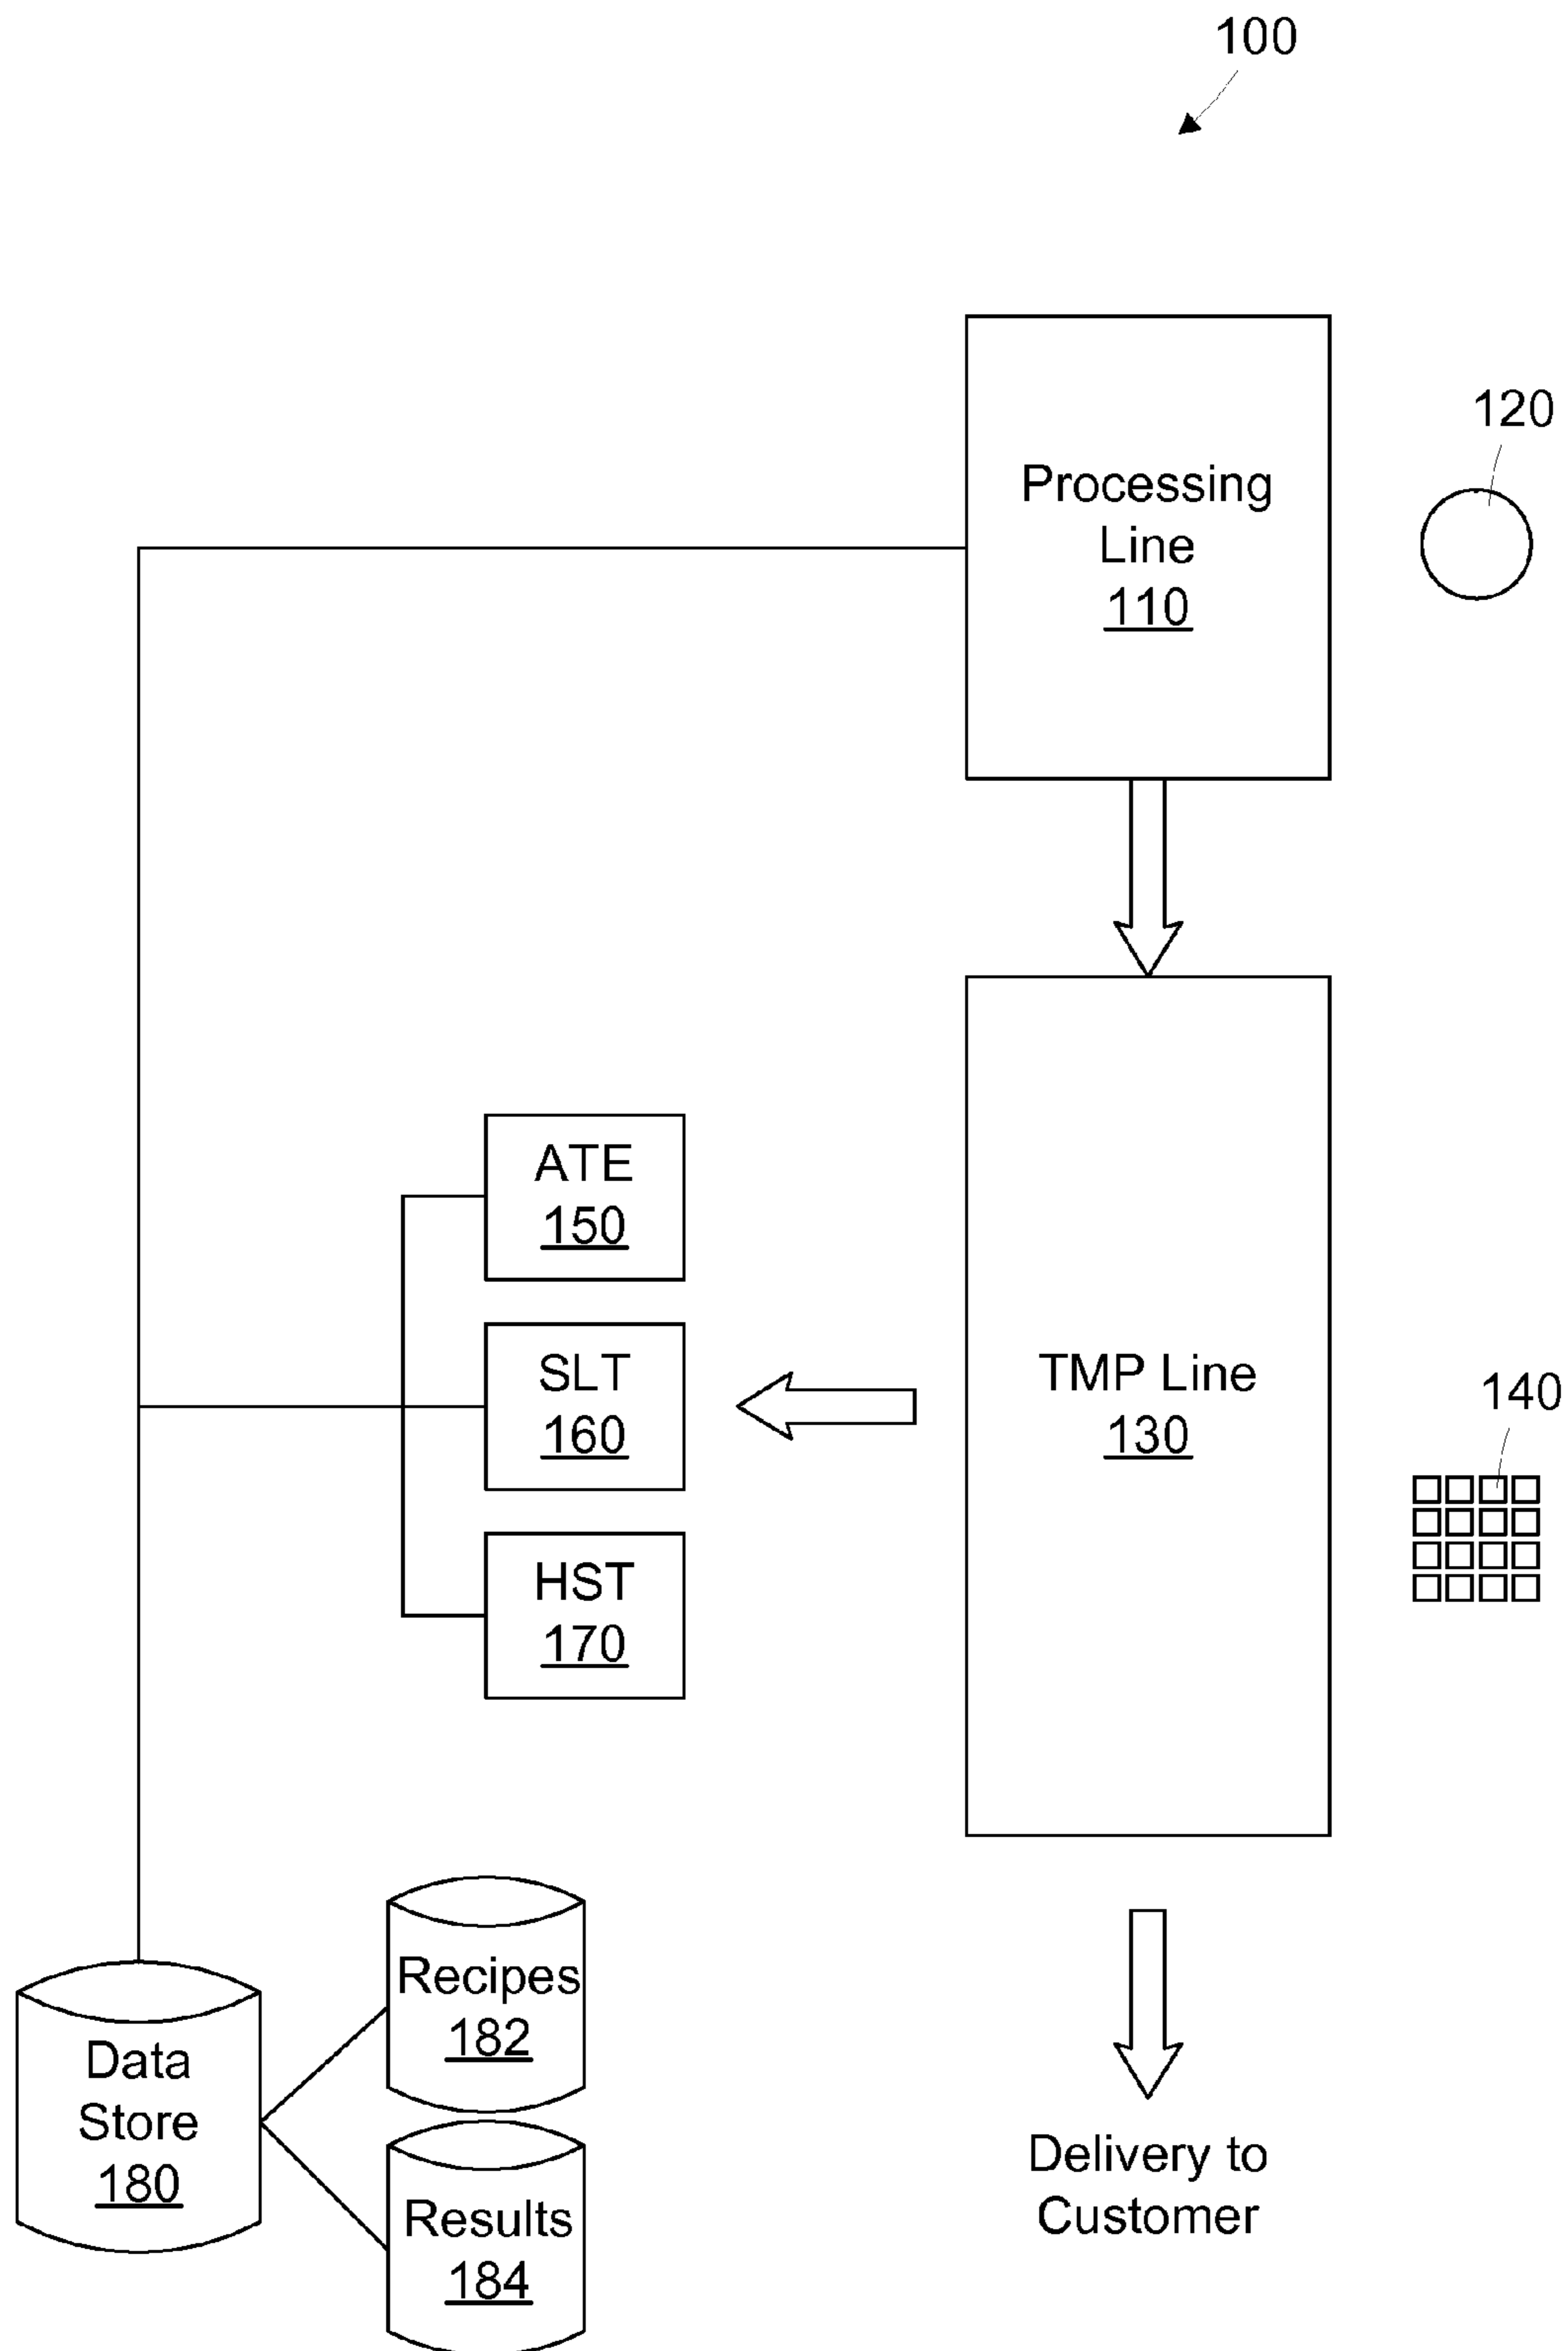 100
Processing
Line
110
120
ATE
150
SLT
160
HST
170
TMP Line
130
140
Recipes
182
Data
Store
180
Results
184
Delivery to
Customer